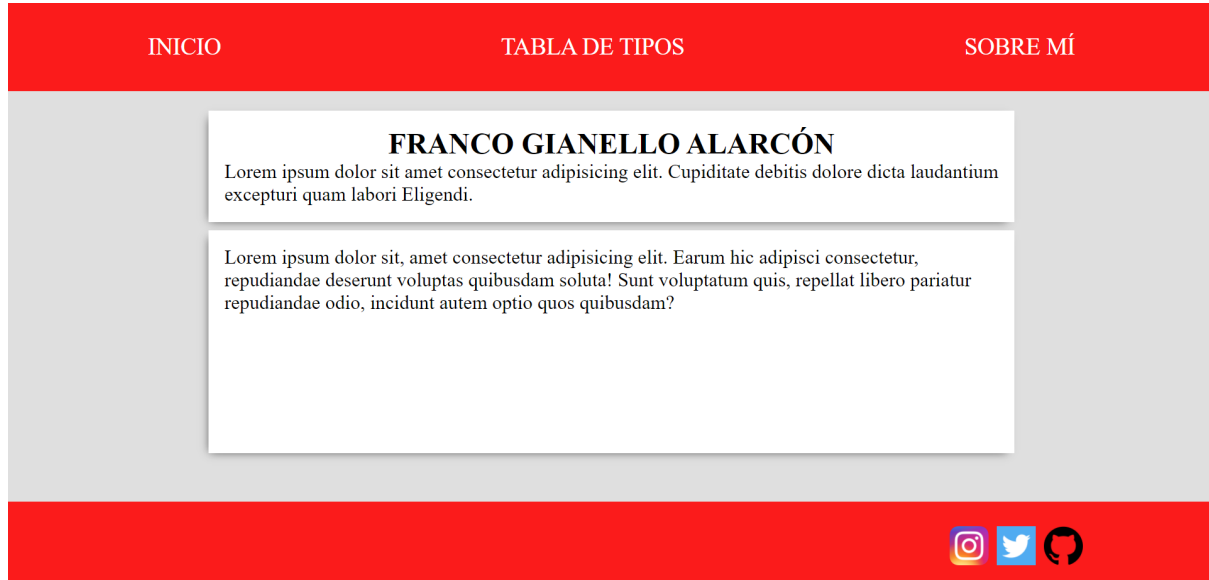 INICIO
TABLA DE TIPOS
SOBRE MÍ
FRANCO GIANELLO ALARCÓN
Lorem ipsum dolor sit amet consectetur adipisicing elit. Cupiditate debitis dolore dicta laudantium
excepturi quam labori Eligendi.
Lorem ipsum dolor sit, amet consectetur adipisicing elit. Earum hic adipisci consectetur,
repudiandae deserunt voluptas quibusdam soluta! Sunt voluptatum quis, repellat libero pariatur
repudiandae odio, incidunt autem optio quos quibusdam?